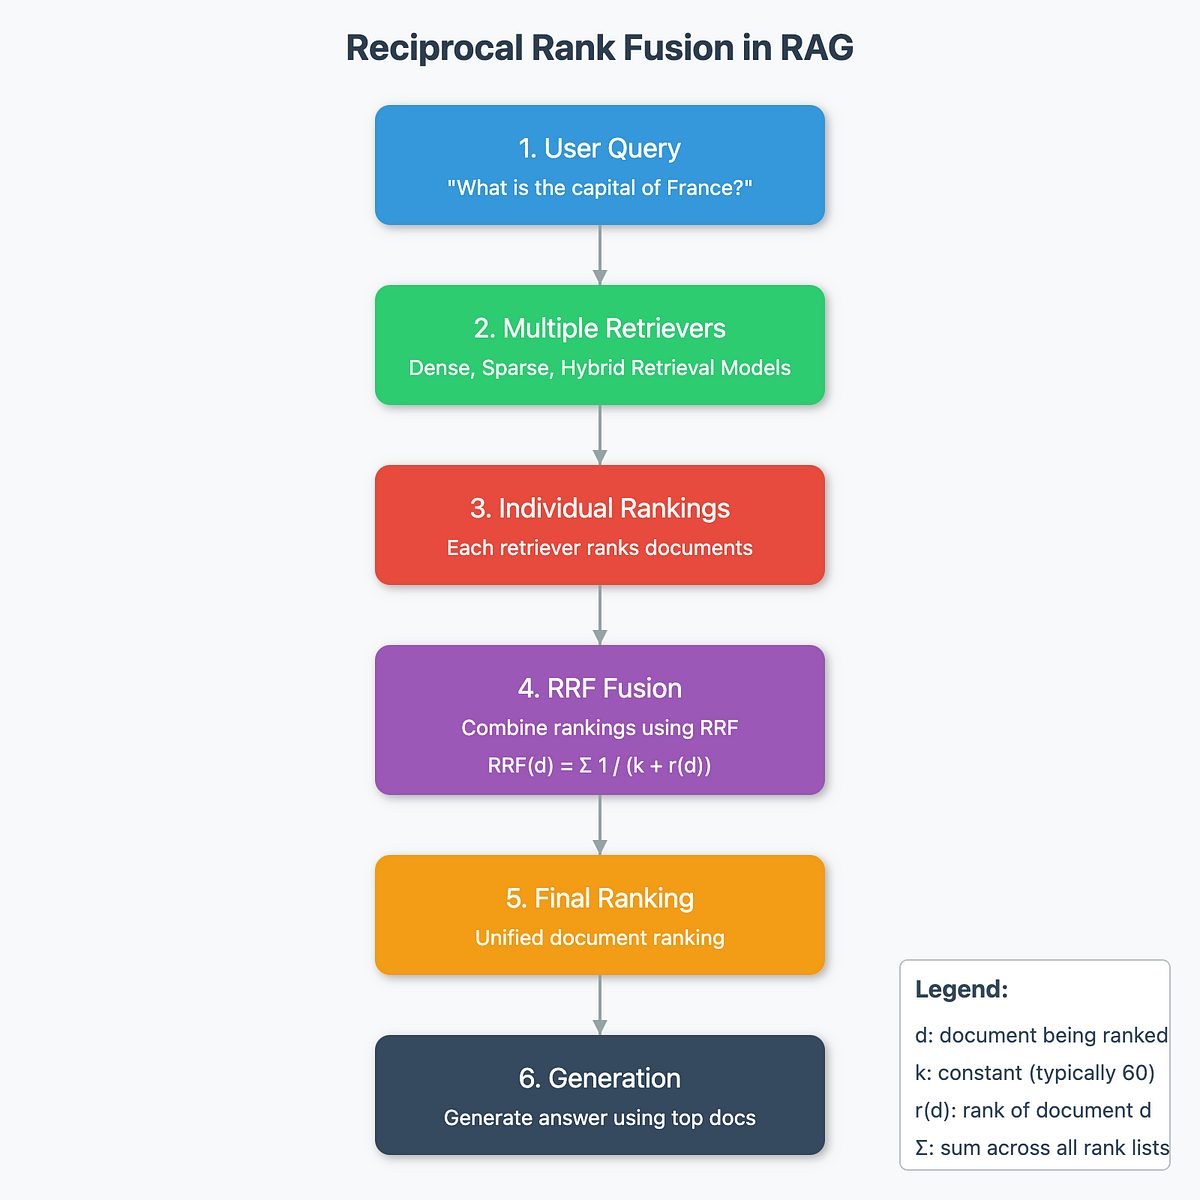 Reciprocal Rank Fusion in RAG
1. User Query
"What is the capital of France?"
2. Multiple Retrievers
Dense, Sparse, Hybrid Retrieval Models
3. Individual Rankings
Each retriever ranks documents
4. RRF Fusion
Combine rankings using RRF
RRF(d) = Σ 1 / (k + r(d))
5. Final Ranking
Unified document ranking
6. Generation
Generate answer using top docs
Legend:
d: document being ranked
k: constant (typically 60)
r(d): rank of document d
Σ: sum across all rank lists